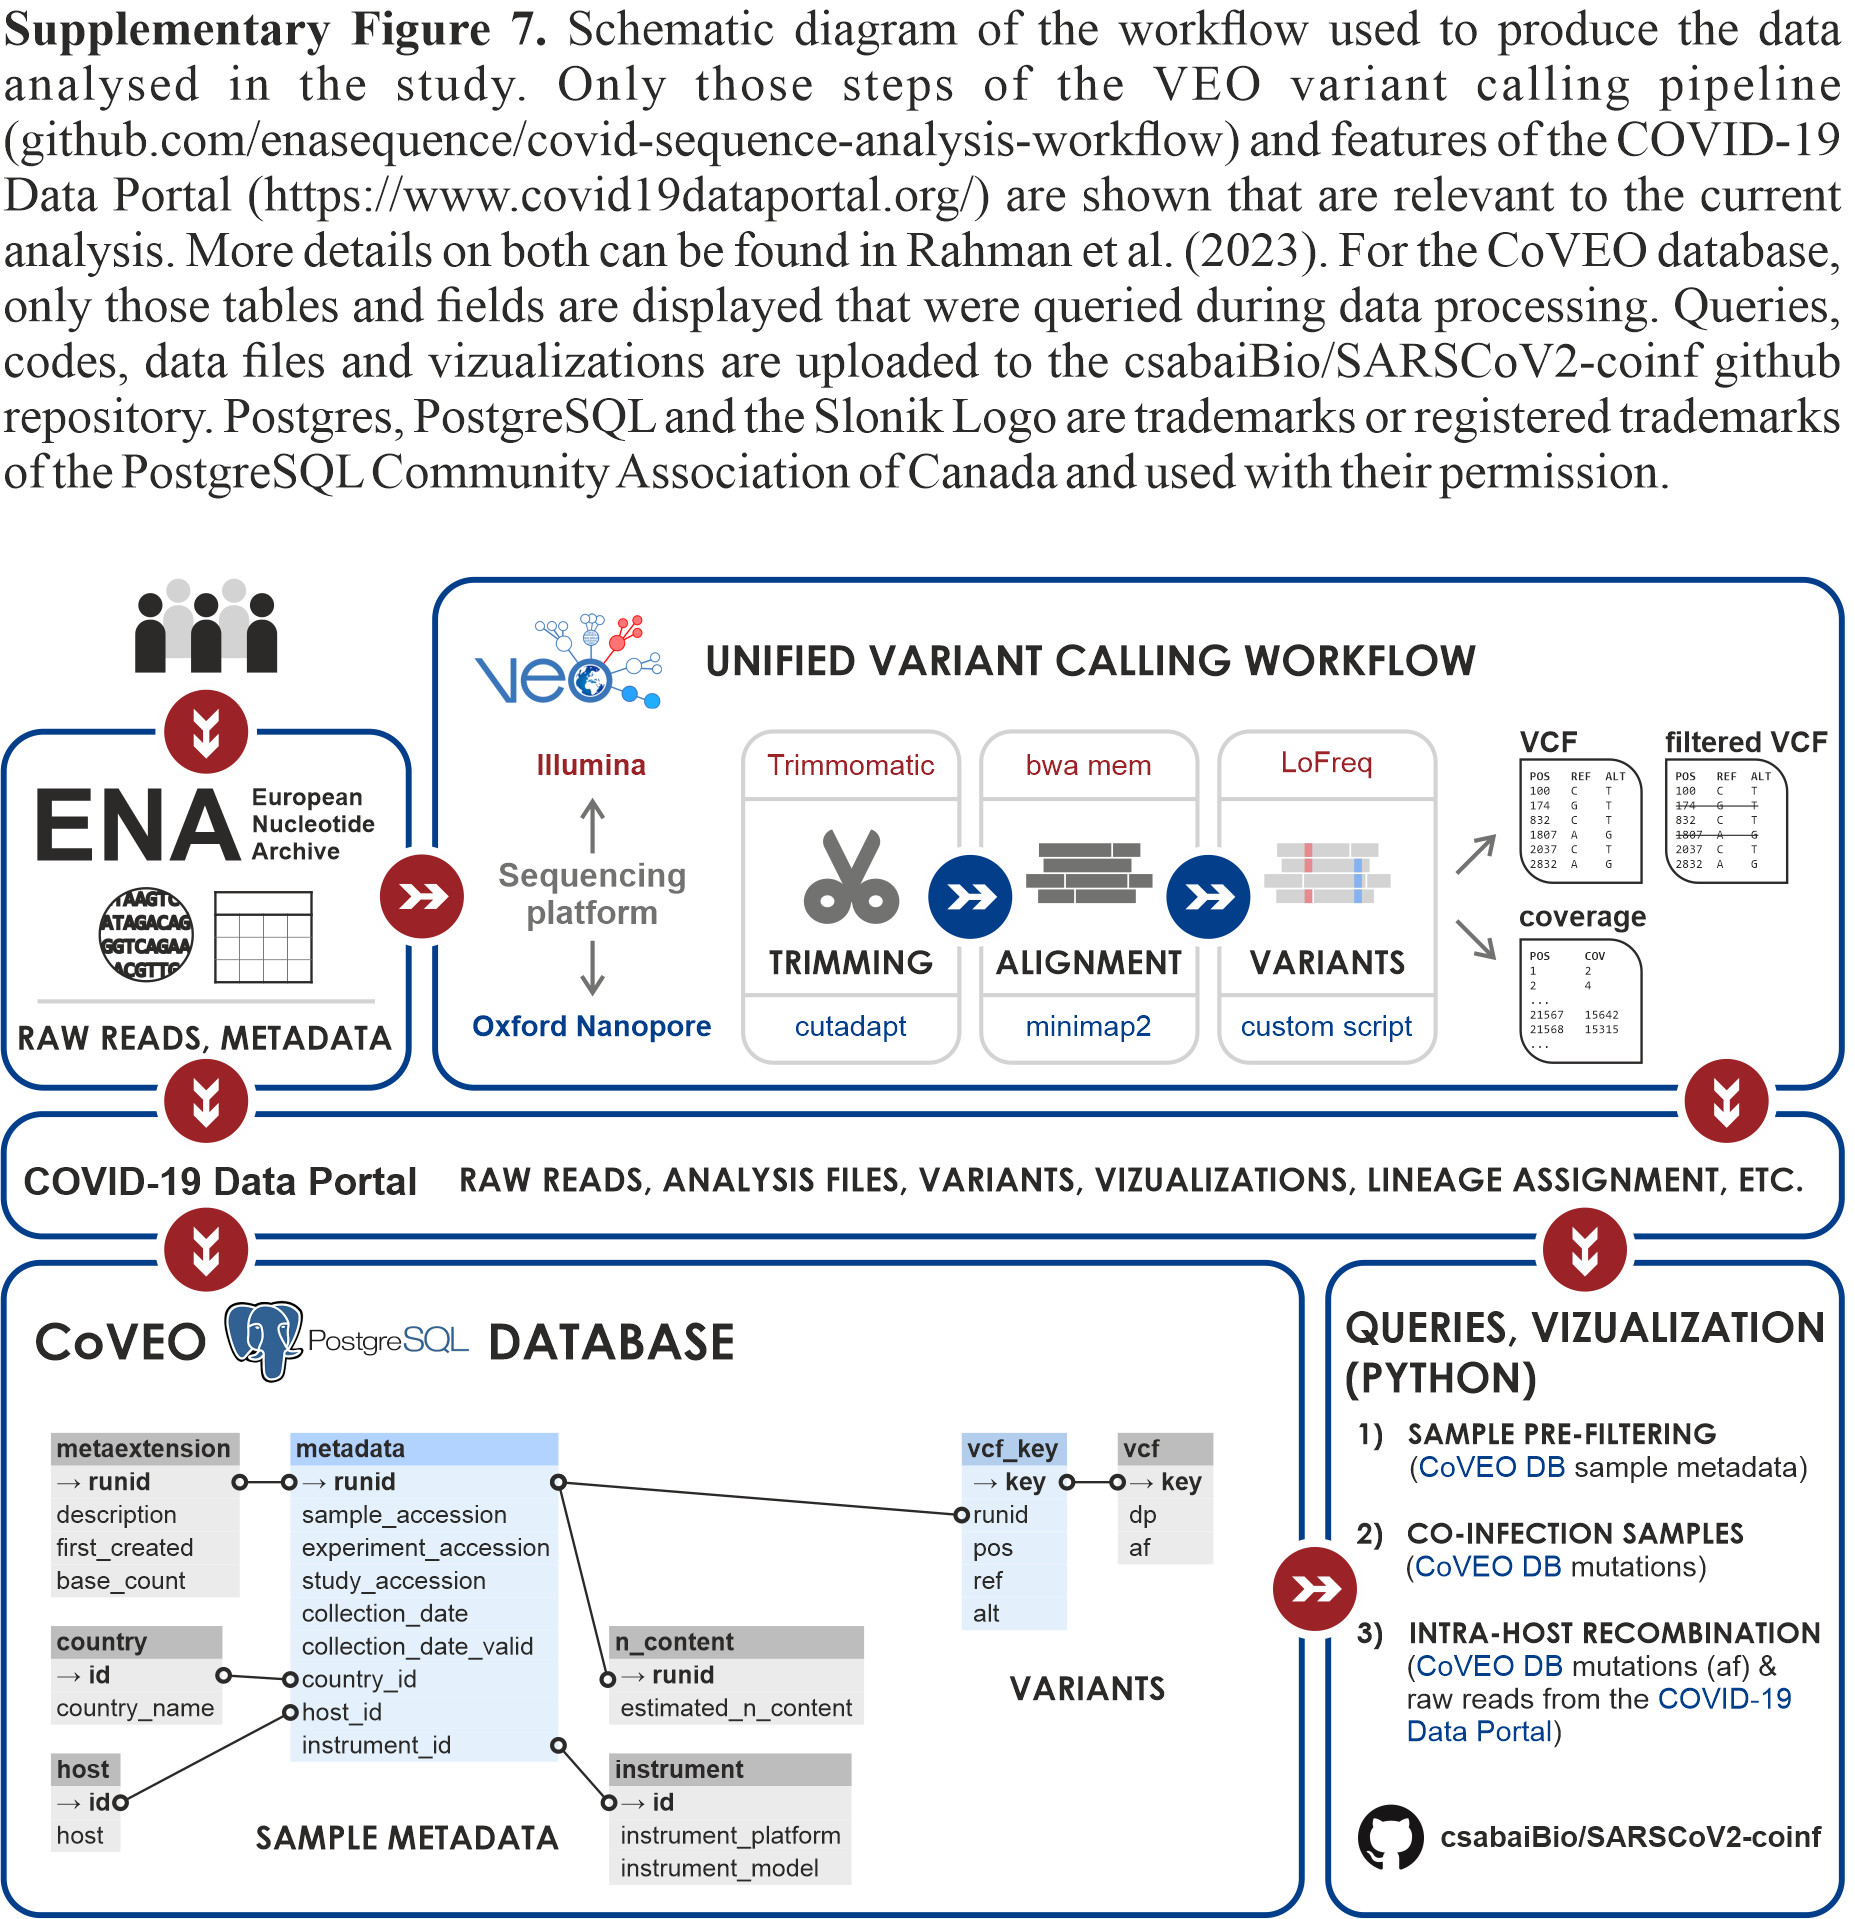 Supplementary Figure 7. Schematic diagram of the workflow used to produce the data
analysed in the study. Only those steps of the VEO variant calling pipeline
(github.com/enasequence/covid-sequence-analysis-workflow) and features of the COVID-19
Data Portal (https://www.covid19dataportal.org/) are shown that are relevant to the current
analysis. More details on both can be found in Rahman et al. (2023). For the CoVEO database,
only those tables and fields are displayed that were queried during data processing. Queries,
codes, data files and vizualizations are uploaded to the csabaiBio/SARSCoV2-coinf github
repository. Postgres, PostgreSQL and the Slonik Logo are trademarks or registered trademarks
of the PostgreSQL Community Association of Canada and used with their permission.
ENA
European
Nucleotide
Archive
TAAGTC
ATAGACAG
GGTCAGAA
ACGTTG
RAW READS, METADATA
veo
UNIFIED VARIANT CALLING WORKFLOW
Illumina
Sequencing
platform
Oxford Nanopore
Trimmomatic
TRIMMING
cutadapt
bwa mem
ALIGNMENT
minimap2
LoFreq
VARIANTS
custom script
VCF
POS REF ALT
100 C T
174 G T
832 C T
1807 A G
2037 C T
2832 A G
filtered VCF
POS REF ALT
100 C T
174 G T
832 C T
1807 A G
2037 C T
2832 A G
coverage
POS COV
1 2
2 4
...
21567 15642
21568 15315
...
COVID-19 Data Portal
RAW READS, ANALYSIS FILES, VARIANTS, VIZUALIZATIONS, LINEAGE ASSIGNMENT, ETC.
CoVEO PostgreSQL DATABASE
metaextension
→ runid
description
first_created
base_count
country
→ id
country_name
host
→ id
host
metadata
→ runid
sample_accession
experiment_accession
study_accession
collection_date
collection_date_valid
country_id
host_id
instrument_id
SAMPLE METADATA
n_content
→ runid
estimated_n_content
instrument
→ id
instrument_platform
instrument_model
vcf_key
→ key
runid
pos
ref
alt
vcf
→ key
dp
af
VARIANTS
QUERIES, VIZUALIZATION
(PYTHON)
1) SAMPLE PRE-FILTERING
(CoVEO DB sample metadata)
2) CO-INFECTION SAMPLES
(CoVEO DB mutations)
3) INTRA-HOST RECOMBINATION
(CoVEO DB mutations (af) &
raw reads from the COVID-19
Data Portal)
csabaiBio/SARSCoV2-coinf